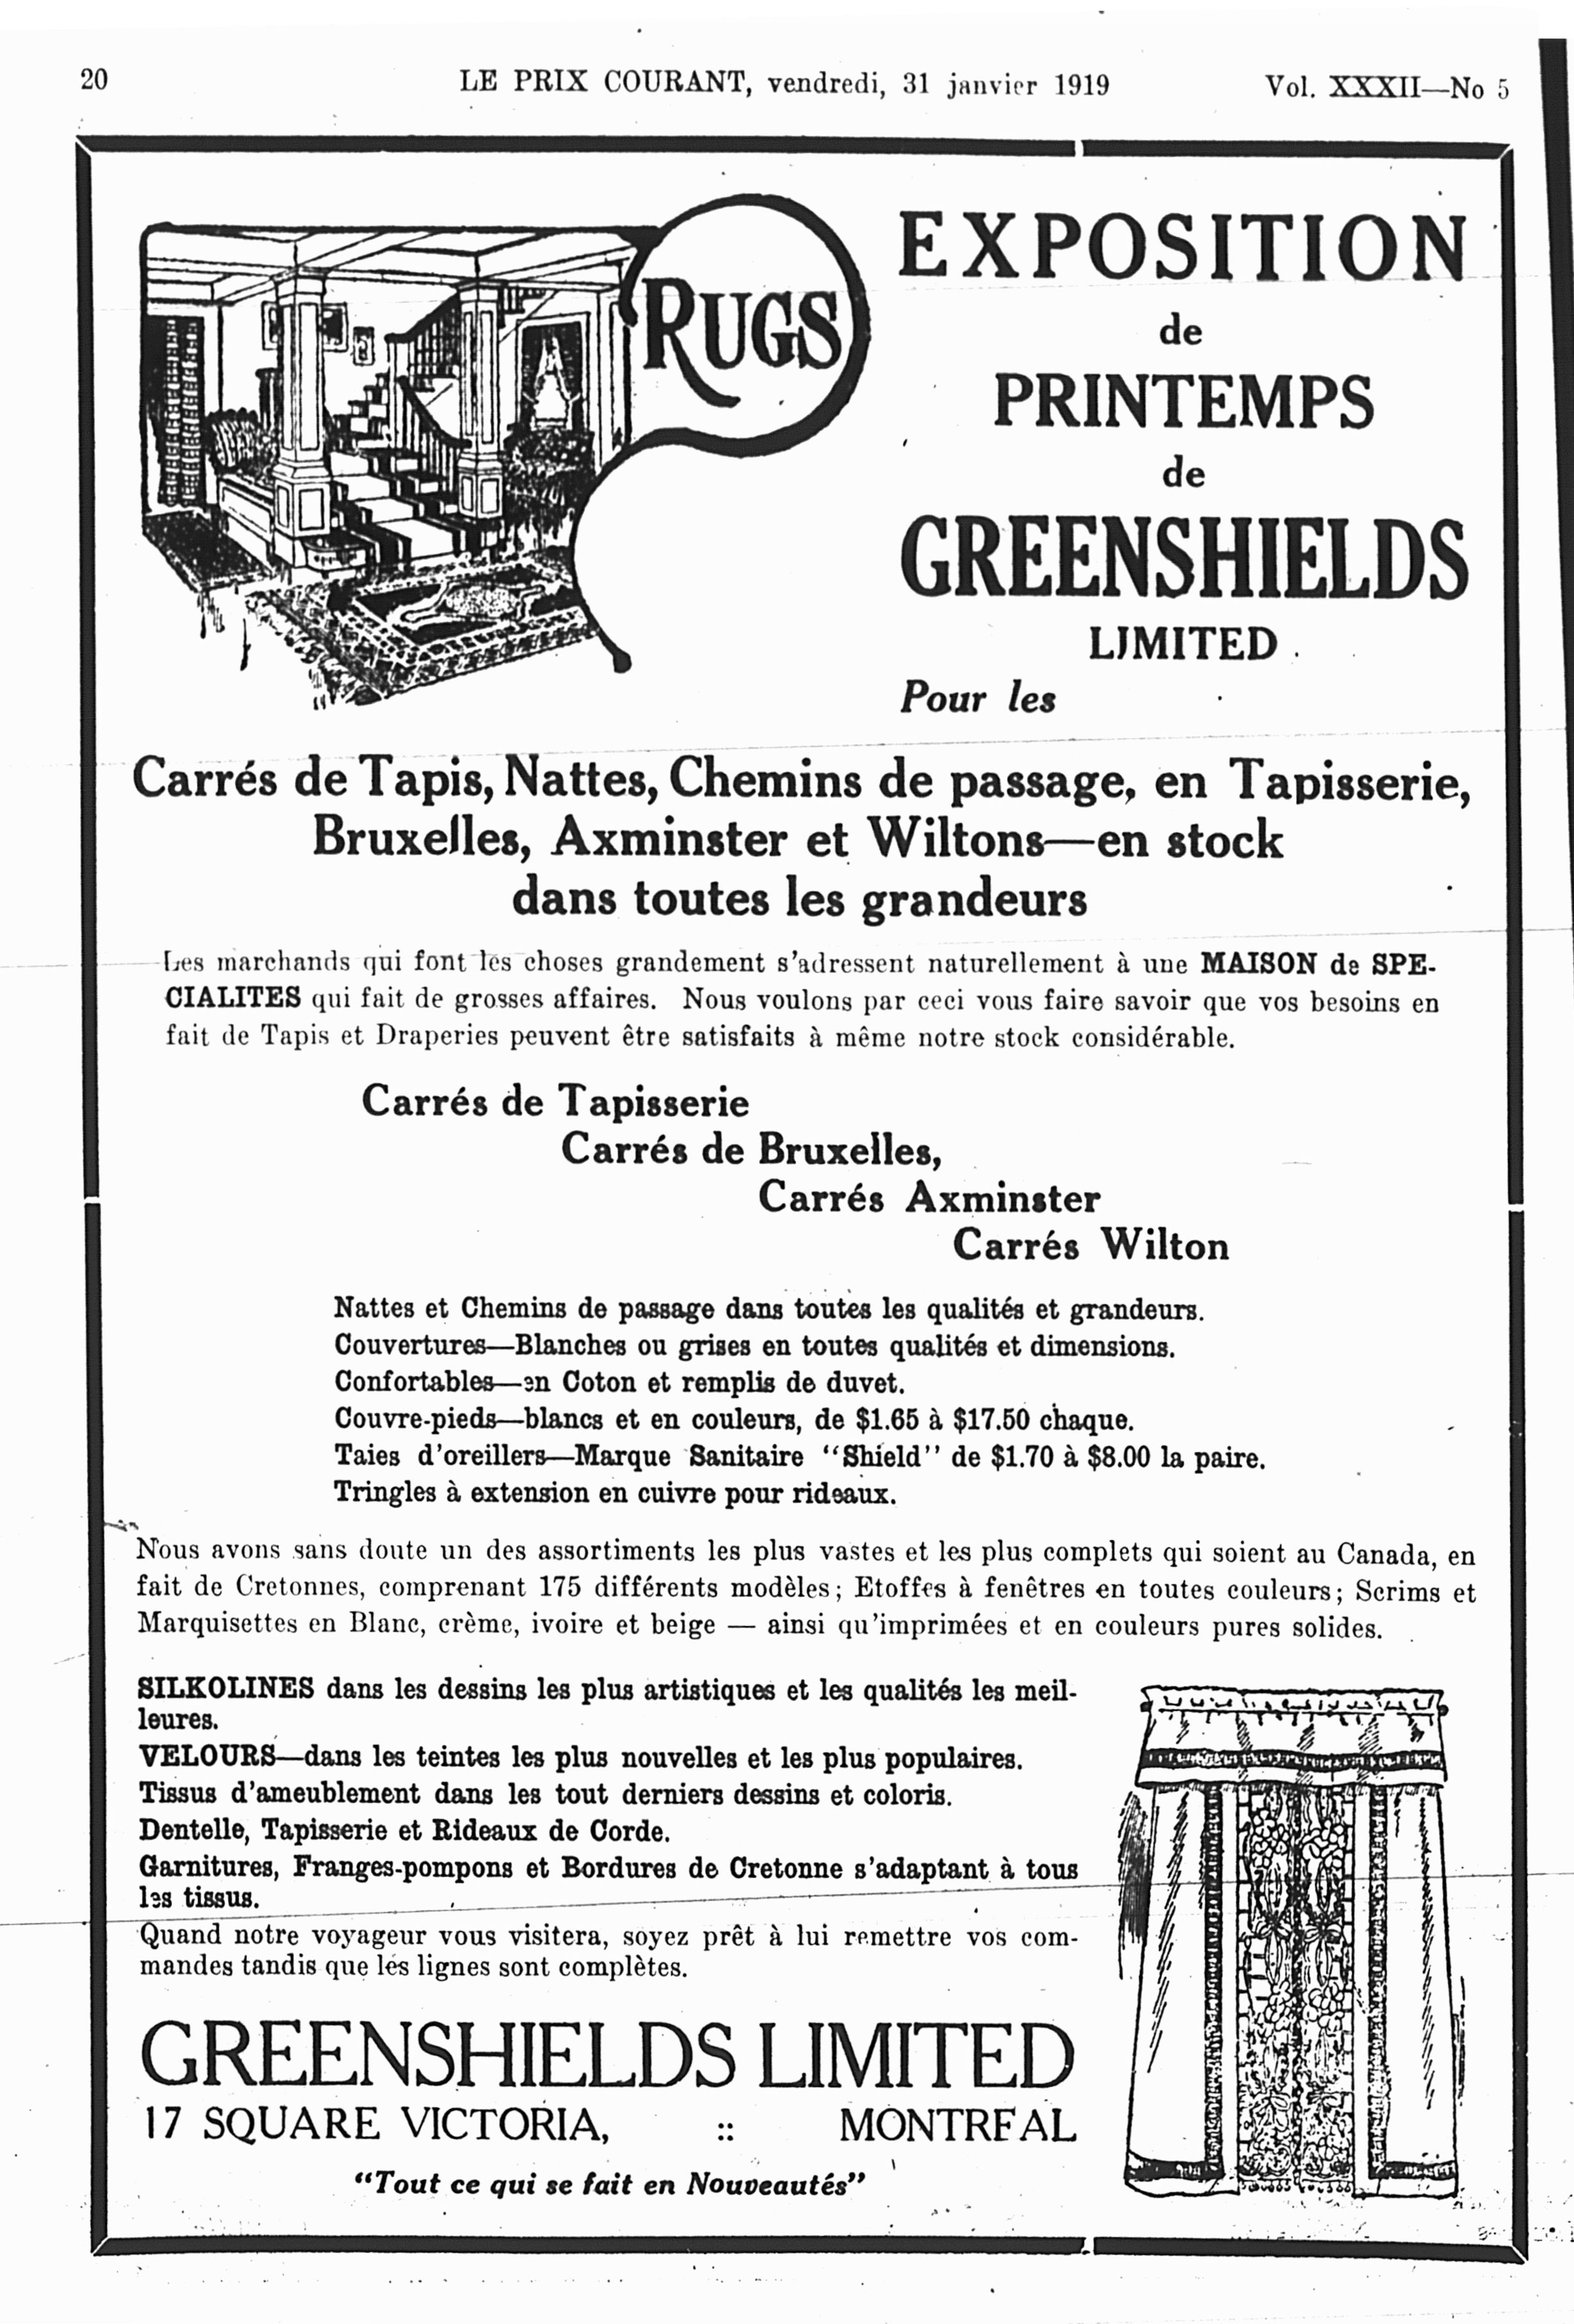 20
LE PRIX COURANT, vendredi, 31 janvier 1919
Vol. XXXII—No 5
RUGS
EXPOSITION
de
PRINTEMPS
de
GREENSHIELDS
LIMITED
Pour les
Carrés de Tapis, Nattes, Chemins de passage, en Tapisserie,
Bruxelles, Axminster et Wiltons—en stock
dans toutes les grandeurs
Les marchands qui font les choses grandement s'adressent naturellement à une MAISON de SPE-
CIALITES qui fait de grosses affaires. Nous voulons par ceci vous faire savoir que vos besoins en
fait de Tapis et Draperies peuvent être satisfaits à même notre stock considérable.
Carrés de Tapisserie
Carrés de Bruxelles,
Carrés Axminster
Carrés Wilton
Nattes et Chemins de passage dans toutes les qualités et grandeurs.
Couvertures—Blanches ou grises en toutes qualités et dimensions.
Confortables—en Coton et remplis de duvet.
Couvre-pieds—blancs et en couleurs, de $1.65 à $17.50 chaque.
Taies d'oreillers—Marque Sanitaire "Shield" de $1.70 à $8.00 la paire.
Tringles à extension en cuivre pour rideaux.
Nous avons sans doute un des assortiments les plus vastes et les plus complets qui soient au Canada, en
fait de Cretonnes, comprenant 175 différents modèles; Etoffes à fenêtres en toutes couleurs; Scrims et
Marquisettes en Blanc, crème, ivoire et beige — ainsi qu'imprimées et en couleurs pures solides.
SILKOLINES dans les dessins les plus artistiques et les qualités les meil-
leures.
VELOURS—dans les teintes les plus nouvelles et les plus populaires.
Tissus d'ameublement dans les tout derniers dessins et coloris.
Dentelle, Tapisserie et Rideaux de Corde.
Garnitures, Franges-pompons et Bordures de Cretonne s'adaptant à tous
les tissus.
Quand notre voyageur vous visitera, soyez prêt à lui remettre vos com-
mandes tandis que les lignes sont complètes.
GREENSHIELDS LIMITED
17 SQUARE VICTORIA, :: MONTREAL
"Tout ce qui se fait en Nouveautés"